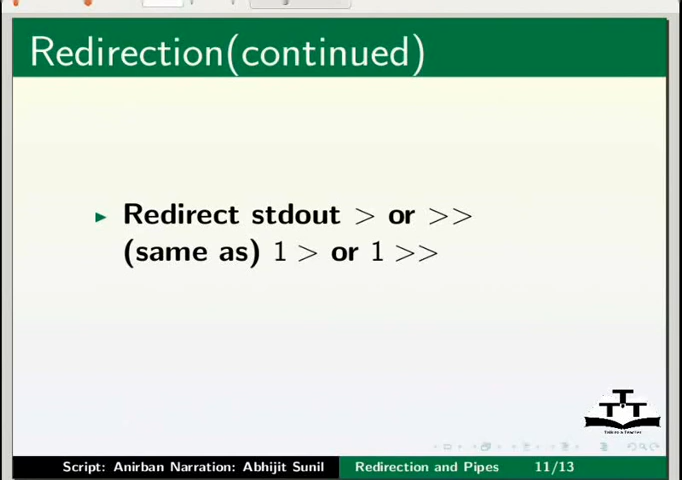 Redirection(continued)
▶ Redirect stdout > or >>
(same as) 1 > or 1 >>
TTT
Script: Anirban Narration: Abhijit Sunil Redirection and Pipes 11/13